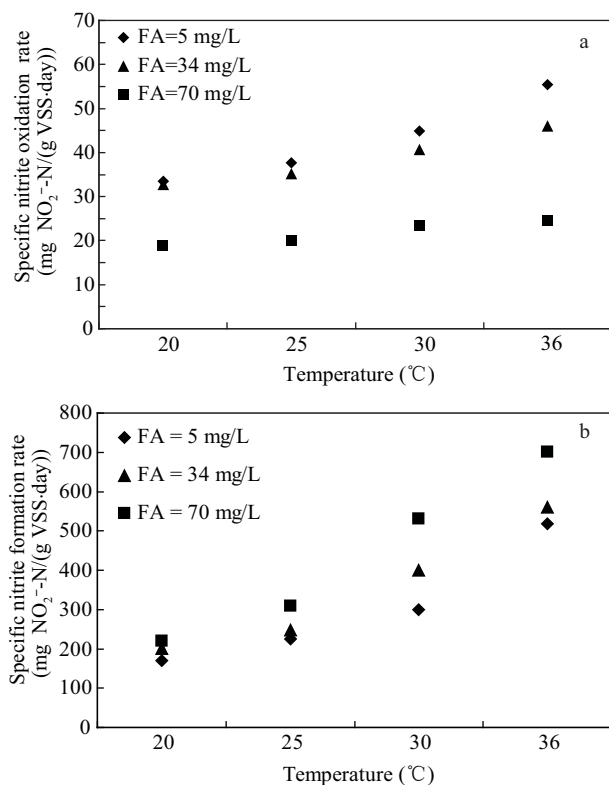 70
60
50
40
30
20
10
0
Specific nitrite oxidation rate
(mg NO₂⁻-N/(g VSS·day))
FA=5 mg/L
FA=34 mg/L
FA=70 mg/L
a
20 25 30 36
Temperature (℃)
800
700
600
500
400
300
200
100
0
Specific nitrite formation rate
(mg NO₂⁻-N/(g VSS·day))
FA = 5 mg/L
FA = 34 mg/L
FA = 70 mg/L
b
20 25 30 36
Temperature (℃)